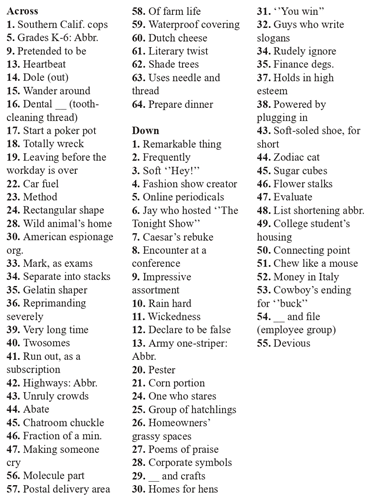 Across
1. Southern Calif. cops
5. Grades K-6: Abbr.
9. Pretended to be
13. Heartbeat
14. Dole (out)
15. Wander around
16. Dental __ (tooth-
cleaning thread)
17. Start a poker pot
18. Totally wreck
19. Leaving before the
workday is over
22. Car fuel
23. Method
24. Rectangular shape
28. Wild animal's home
30. American espionage
org.
33. Mark, as exams
34. Separate into stacks
35. Gelatin shaper
36. Reprimanding
severely
39. Very long time
40. Twosomes
41. Run out, as a
subscription
42. Highways: Abbr.
43. Unruly crowds
44. Abate
45. Chatroom chuckle
46. Fraction of a min.
47. Making someone
cry
56. Molecule part
57. Postal delivery area
58. Of farm life
59. Waterproof covering
60. Dutch cheese
61. Literary twist
62. Shade trees
63. Uses needle and
thread
64. Prepare dinner
Down
1. Remarkable thing
2. Frequently
3. Soft ‘‘Hey!’’
4. Fashion show creator
5. Online periodicals
6. Jay who hosted ‘‘The
Tonight Show’’
7. Caesar's rebuke
8. Encounter at a
conference
9. Impressive
assortment
10. Rain hard
11. Wickedness
12. Declare to be false
13. Army one-striper:
Abbr.
20. Pester
21. Corn portion
24. One who stares
25. Group of hatchlings
26. Homeowners'
grassy spaces
27. Poems of praise
28. Corporate symbols
29. __ and crafts
30. Homes for hens
31. ‘‘You win’’
32. Guys who write
slogans
34. Rudely ignore
35. Finance degs.
37. Holds in high
esteem
38. Powered by
plugging in
43. Soft-soled shoe, for
short
44. Zodiac cat
45. Sugar cubes
46. Flower stalks
47. Evaluate
48. List shortening abbr.
49. College student's
housing
50. Connecting point
51. Chew like a mouse
52. Money in Italy
53. Cowboy's ending
for ‘‘buck’’
54. __ and file
(employee group)
55. Devious